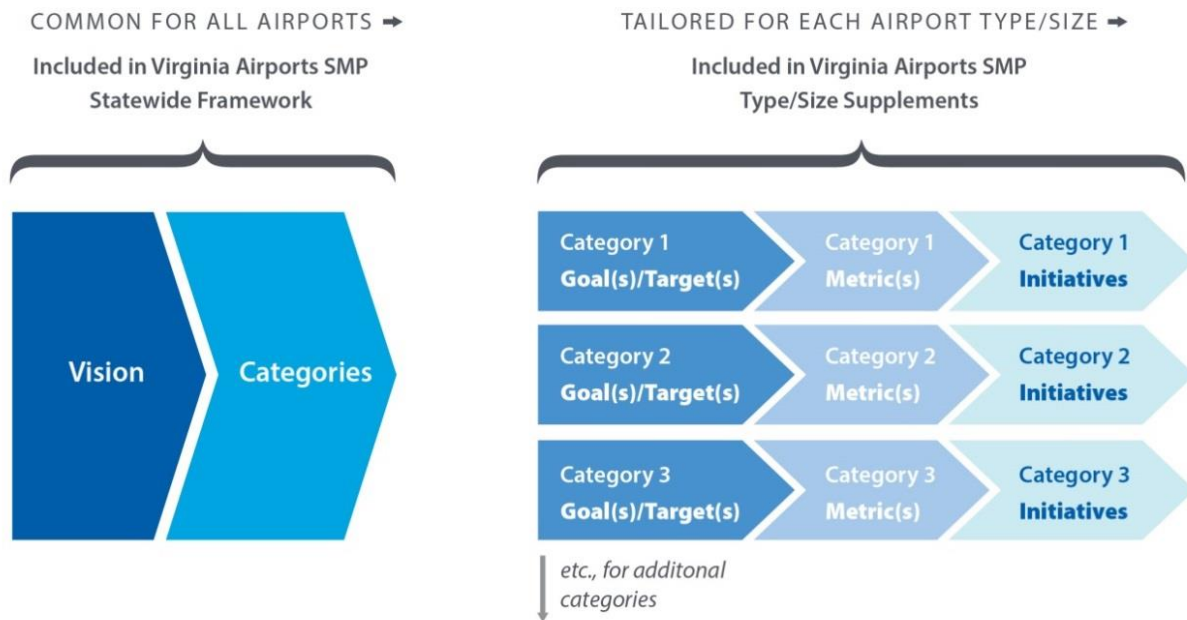 COMMON FOR ALL AIRPORTS ➡
Included in Virginia Airports SMP
Statewide Framework
Vision
Categories
TAILORED FOR EACH AIRPORT TYPE/SIZE ➡
Included in Virginia Airports SMP
Type/Size Supplements
Category 1
Goal(s)/Target(s)
Category 1
Metric(s)
Category 1
Initiatives
Category 2
Goal(s)/Target(s)
Category 2
Metric(s)
Category 2
Initiatives
Category 3
Goal(s)/Target(s)
Category 3
Metric(s)
Category 3
Initiatives
etc., for additonal
categories